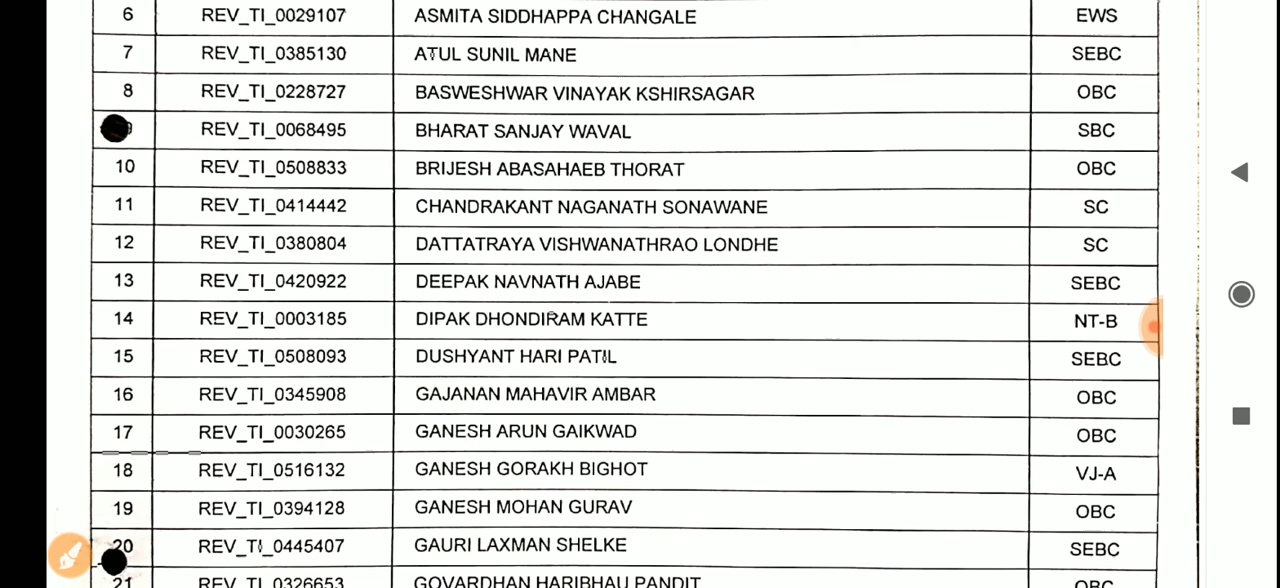 6 REV_TI_0029107 ASMITA SIDDHAPPA CHANGALE EWS
7 REV_TI_0385130 ATUL SUNIL MANE SEBC
8 REV_TI_0228727 BASWESHWAR VINAYAK KSHIRSAGAR OBC
REV_TI_0068495 BHARAT SANJAY WAVAL SBC
10 REV_TI_0508833 BRIJESH ABASAHAEB THORAT OBC
11 REV_TI_0414442 CHANDRAKANT NAGANATH SONAWANE SC
12 REV_TI_0380804 DATTATRAYA VISHWANATHRAO LONDHE SC
13 REV_TI_0420922 DEEPAK NAVNATH AJABE SEBC
14 REV_TI_0003185 DIPAK DHONDIRAM KATTE NT-B
15 REV_TI_0508093 DUSHYANT HARI PATIL SEBC
16 REV_TI_0345908 GAJANAN MAHAVIR AMBAR OBC
17 REV_TI_0030265 GANESH ARUN GAIKWAD OBC
18 REV_TI_0516132 GANESH GORAKH BIGHOT VJ-A
19 REV_TI_0394128 GANESH MOHAN GURAV OBC
20 REV_TI_0445407 GAURI LAXMAN SHELKE SEBC
21 REV_TI_0326653 GOVARDHAN HARIBHAU PANDIT OBC